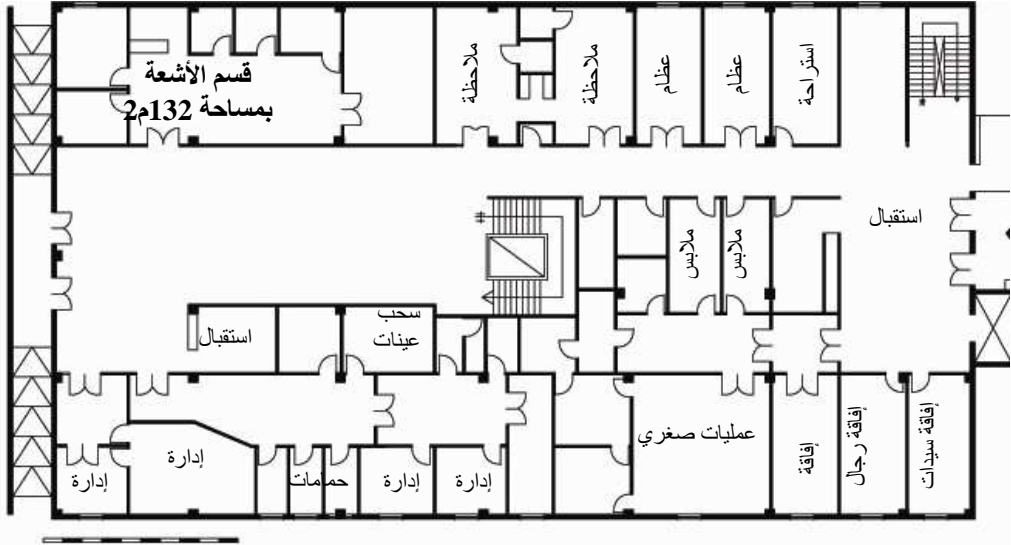 قسم الأشعة
بمساحة 132م2
ملاحظة
ملاحظة
عظام
عظام
استراحة
استقبال
ملابس
ملابس
استقبال
سحب
عينات
إدارة
إدارة
حمامات
إدارة
إدارة
عمليات صغري
إفاقة
إفاقة رجال
إفاقة سيدات